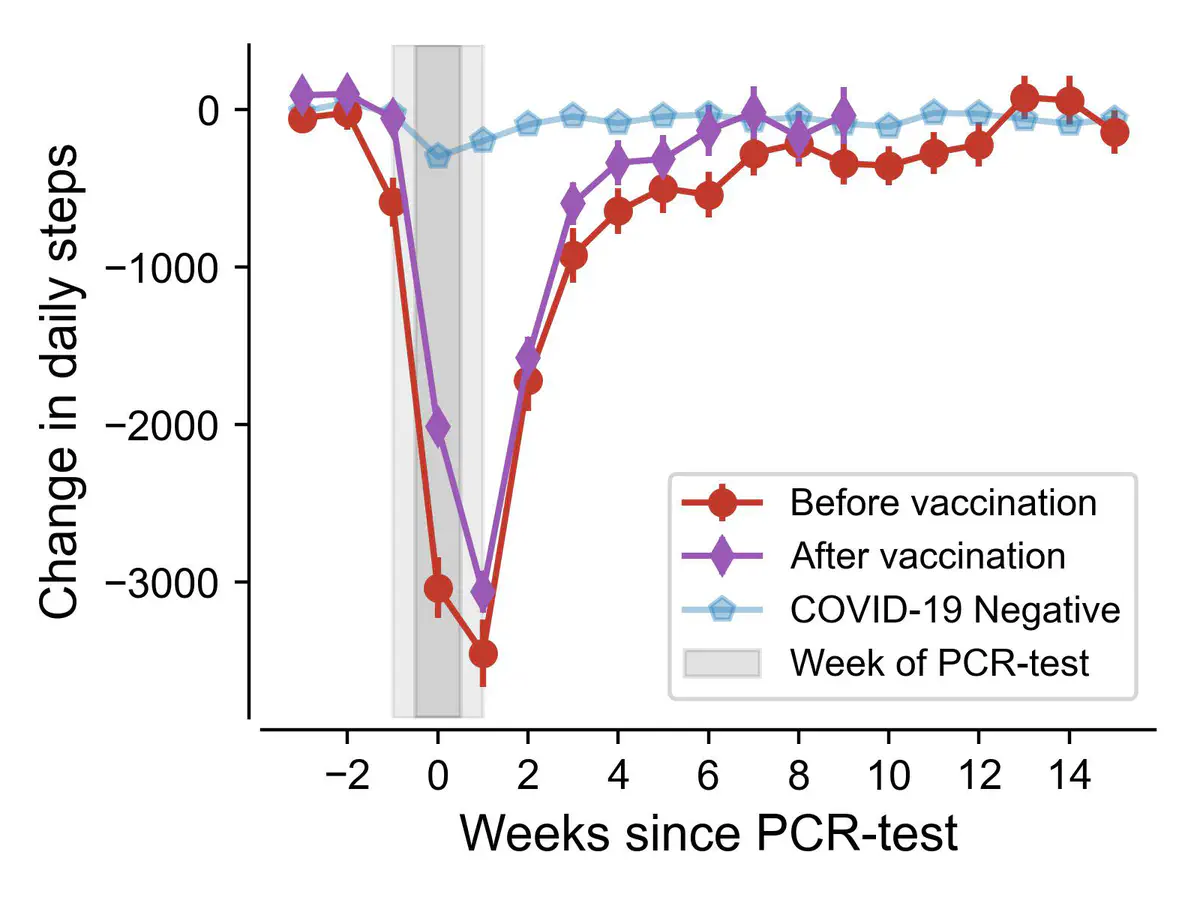 Change in daily steps
0
−1000
−2000
−3000
Before vaccination
After vaccination
COVID-19 Negative
Week of PCR-test
−2 0 2 4 6 8 10 12 14
Weeks since PCR-test